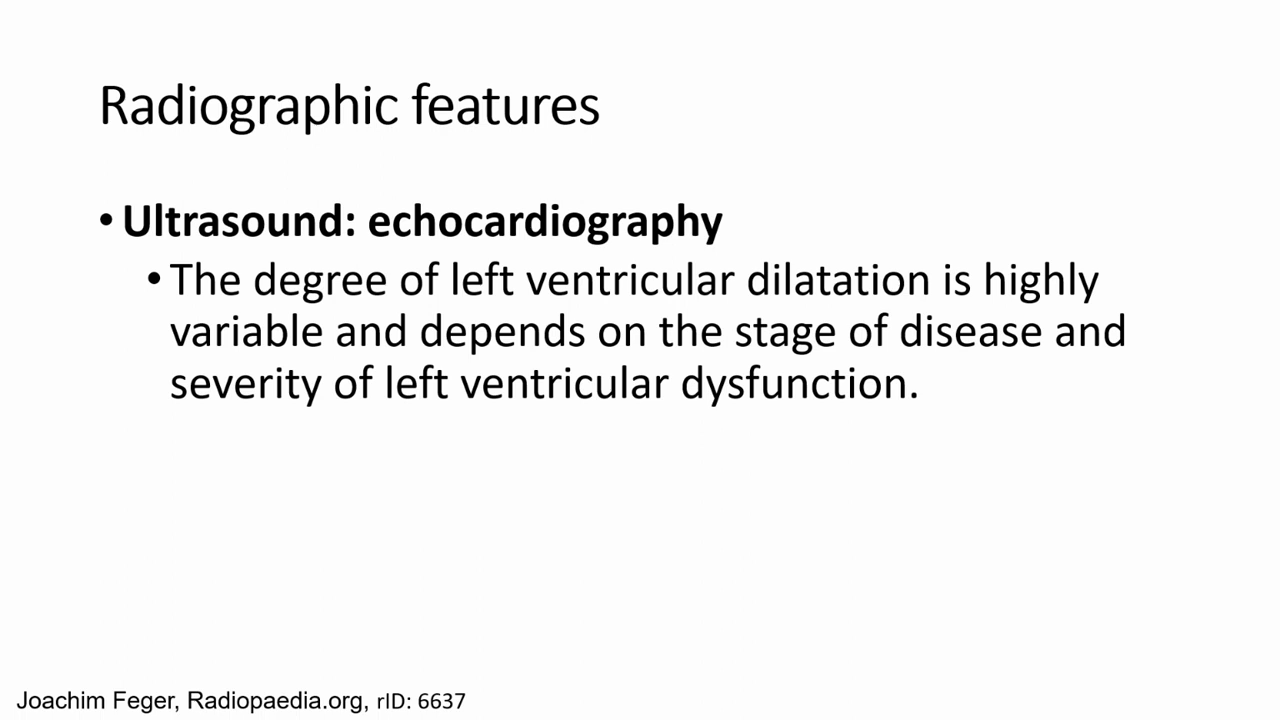 Radiographic features
• Ultrasound: echocardiography
• The degree of left ventricular dilatation is highly
variable and depends on the stage of disease and
severity of left ventricular dysfunction.
Joachim Feger, Radiopaedia.org, rID: 6637